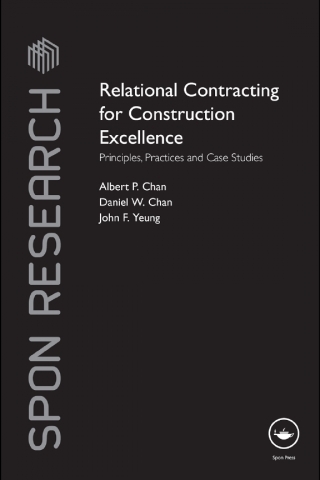 SPON RESEARCH
Relational Contracting
for Construction
Excellence
Principles, Practices and Case Studies
Albert P. Chan
Daniel W. Chan
John F. Yeung
Spon Press